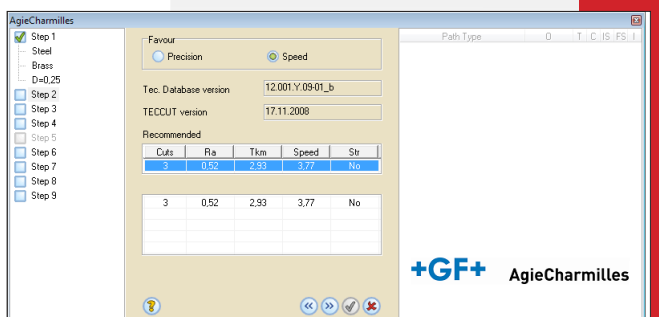 AgieCharmilles
Step 1
Steel
Brass
D=0,25
Step 2
Step 3
Step 4
Step 5
Step 6
Step 7
Step 8
Step 9
Favour
Precision Speed
Tec. Database version 12.001.Y.09-01_b
TECCUT version 17.11.2008
Recommended
Cuts Ra Tkm Speed Str
3 0,52 2,93 3,77 No
3 0,52 2,93 3,77 No
Path Type O T C IS FS I
+GF+ AgieCharmilles